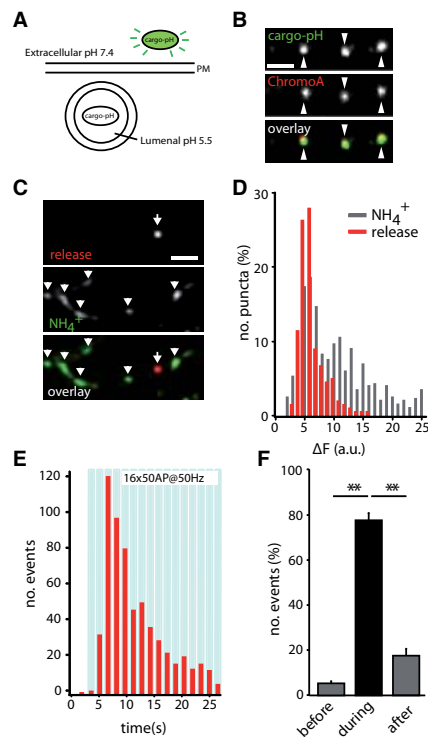 A
cargo-pH
Extracellular pH 7.4
PM
cargo-pH
Lumenal pH 5.5
B
cargo-pH
ChromoA
overlay
C
release
NH4+
overlay
D
no. puncta (%)
30
20
10
0
NH4+
release
0 5 10 15 20 25
ΔF (a.u.)
E
no. events
120
100
80
60
40
20
0
16x50AP@50Hz
0 5 10 15 20 25
time(s)
F
no. events (%)
100
80
60
40
20
0
** **
before
during
after